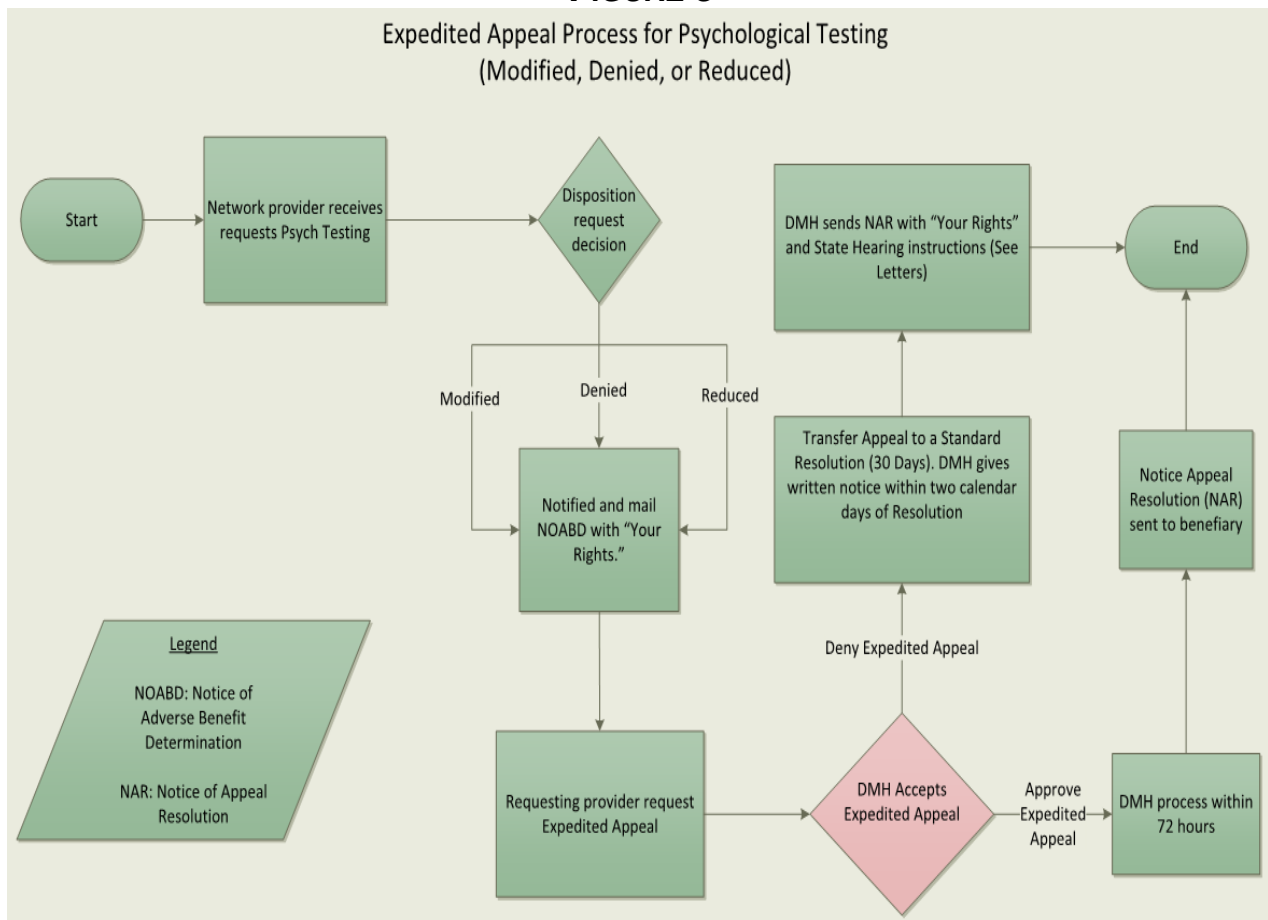 Expedited Appeal Process for Psychological Testing
(Modified, Denied, or Reduced)
Start
Network provider receives
requests Psych Testing
Disposition
request
decision
Modified
Denied
Reduced
Notified and mail
NOABD with “Your
Rights.”
Requesting provider request
Expedited Appeal
DMH Accepts
Expedited Appeal
Deny Expedited Appeal
Transfer Appeal to a Standard
Resolution (30 Days). DMH gives
written notice within two calendar
days of Resolution
DMH sends NAR with “Your Rights”
and State Hearing instructions (See
Letters)
Approve
Expedited
Appeal
DMH process within
72 hours
Notice Appeal
Resolution (NAR)
sent to benefiary
End
Legend
NOABD: Notice of
Adverse Benefit
Determination
NAR: Notice of Appeal
Resolution